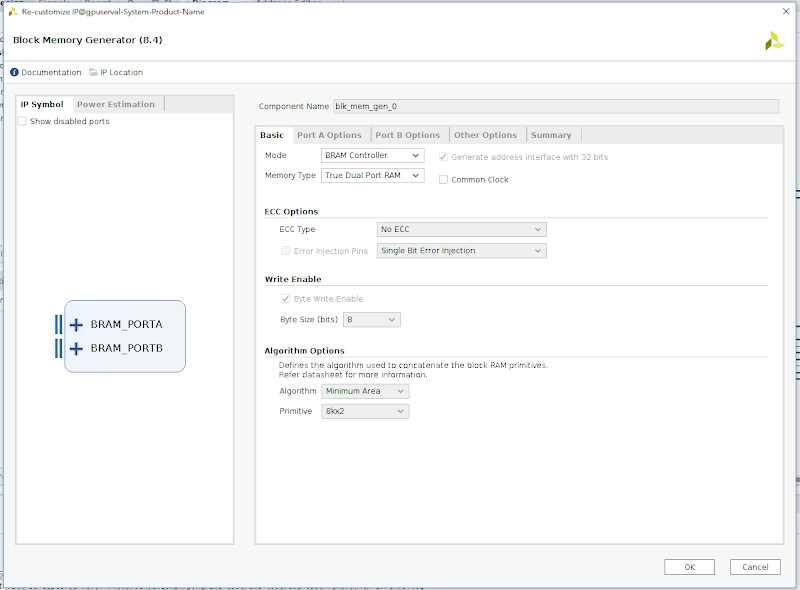 Re-customize IP@gpuserval-System-Product-Name
Block Memory Generator (8.4)
Documentation IP Location
IP Symbol Power Estimation
Show disabled ports
BRAM_PORTA
BRAM_PORTB
Component Name blk_mem_gen_0
Basic Port A Options Port B Options Other Options Summary
Mode BRAM Controller Generate address interface with 32 bits
Memory Type True Dual Port RAM Common Clock
ECC Options
ECC Type No ECC
Error Injection Pins Single Bit Error Injection
Write Enable
Byte Write Enable
Byte Size (bits) 8
Algorithm Options
Defines the algorithm used to concatenate the block RAM primitives.
Refer datasheet for more information.
Algorithm Minimum Area
Primitive 8kx2
OK Cancel